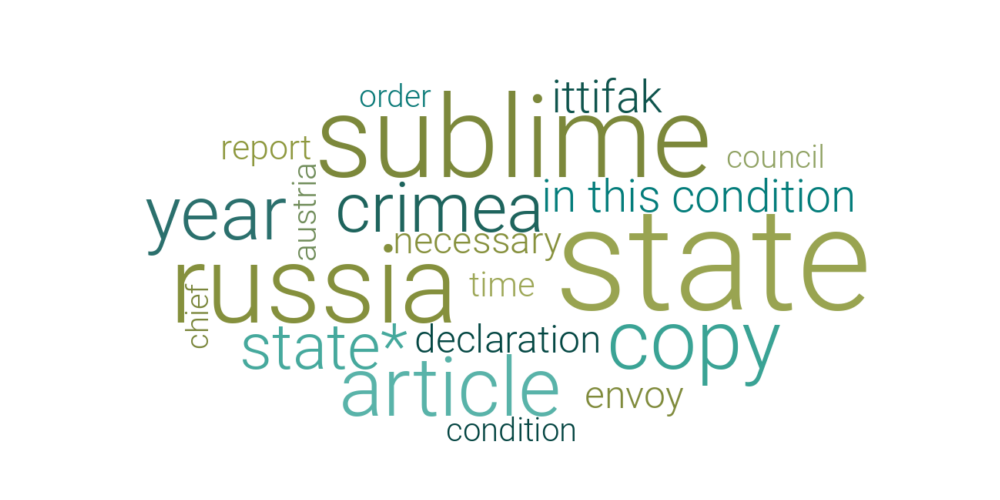 order
ittifak
sublime
report
council
austria
in this condition
year
crimea
necessary
state
russia
time
chief
state*
declaration
copy
article
envoy
condition